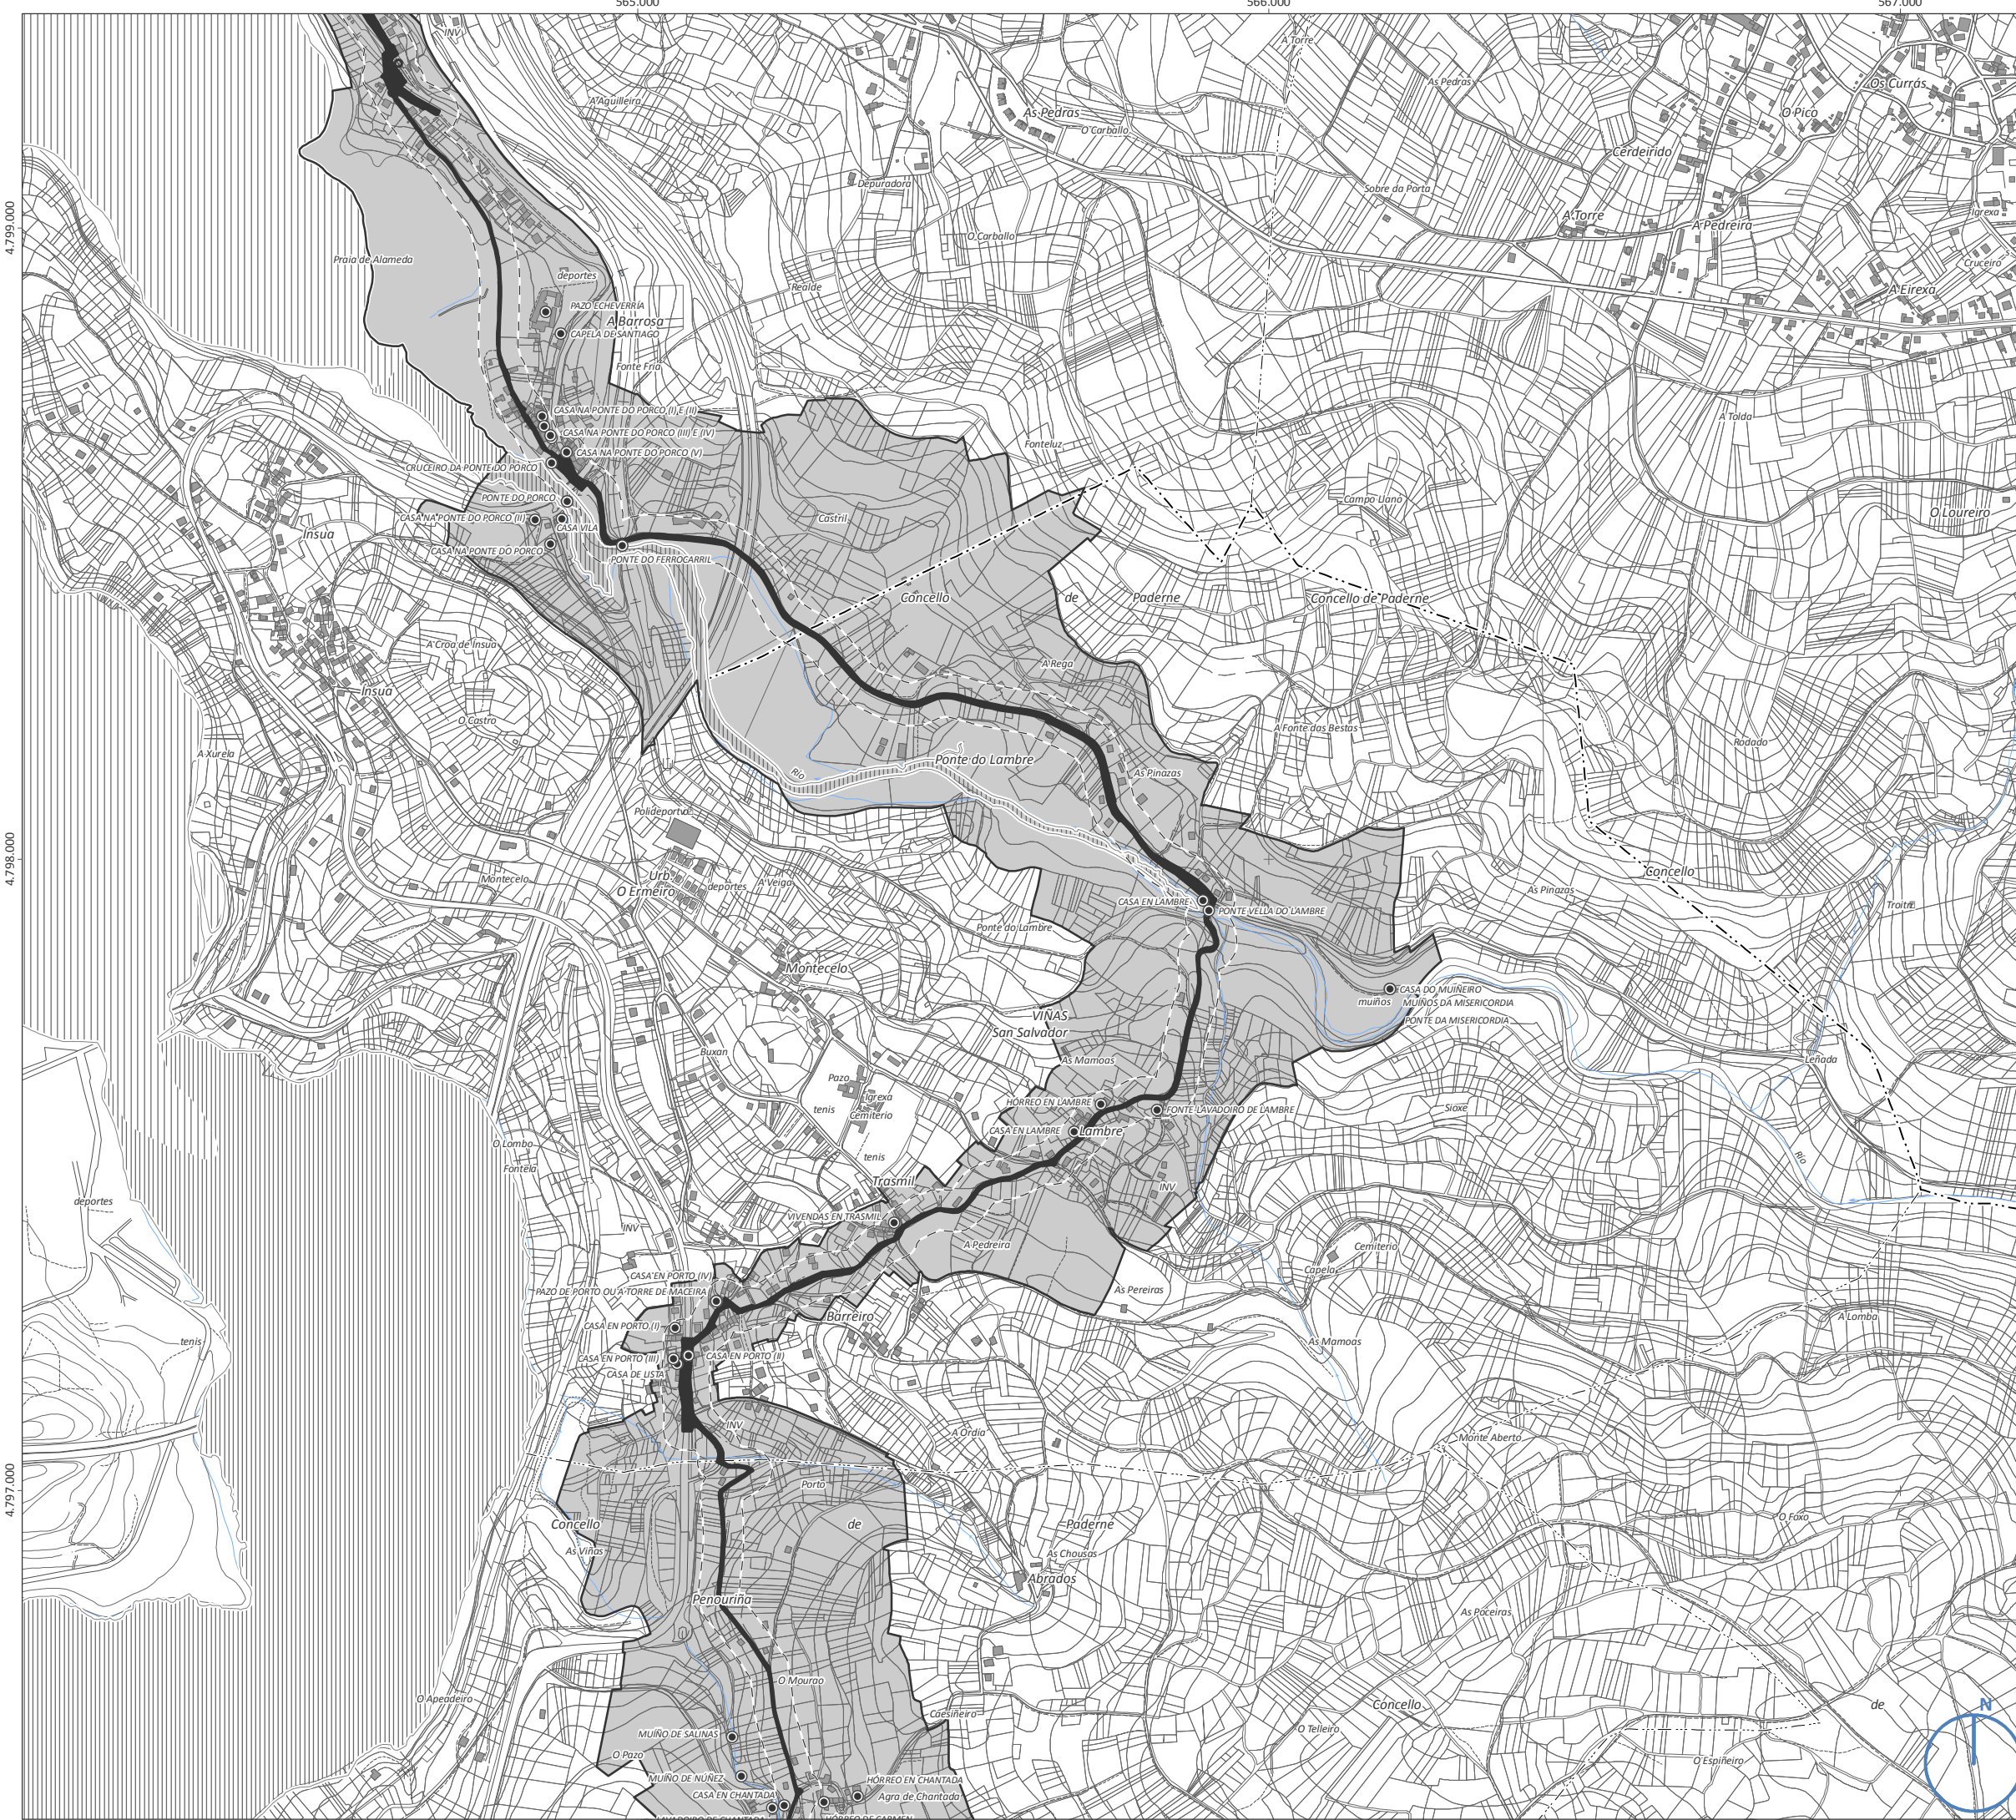 565.000
566.000
567.000
INV
A Torre
As Pedras
Os Currás
A Aguilleira
As Pedras
O Pico
O Carballo
Cerdeirido
Depuradora
Sobre da Porta
A Torre
Igrexa
A Pedreira
4.799.000
O Carballo
Praia de Alameda
Cruceiro
deportes
Realde
A Eirexa
PAZO ECHEVERRÍA
A Barrosa
CAPELA DE SANTIAGO
Fonte Fría
CASA NA PONTE DO PORCO (I) E (II)
A Tolda
CASA NA PONTE DO PORCO (III) E (IV)
Fonteluz
CASA NA PONTE DO PORCO (V)
CRUCEIRO DA PONTE DO PORCO
PONTE DO PORCO
Campo Llano
O Loureiro
CASA NA PONTE DO PORCO (II)
Castril
CASA VILA
Insua
CASA NA PONTE DO PORCO
PONTE DO FERROCARRIL
Concello
de
Paderne
Concello de Paderne
A Croa de Insua
A Rega
Insua
O Castro
A Fonte das Bestas
A Xurela
Rodado
Ponte do Lambre
Río
As Pinazas
Polideportivo
4.798.000
Urb.
O Ermeiro
Montecelo
deportes
A Veiga
Concello
As Pinazas
CASA EN LAMBRE
PONTE VELLA DO LAMBRE
Ponte do Lambre
Montecelo
CASA DO MUIÑEIRO
muíños
MUIÑOS DA MISERICORDIA
VIÑAS
San Salvador
PONTE DA MISERICORDIA
Buxan
As Mamoas
Leñada
Pazo
Igrexa
tenis
Cemiterio
HÓRREO EN LAMBRE
FONTE LAVADOIRO DE LAMBRE
Sioxe
CASA EN LAMBRE
Lambre
O Lombo
Fontela
tenis
Río
Trasmil
INV
deportes
VIVENDAS EN TRASMIL
INV
A Pedreira
Cemiterio
Capela
CASA EN PORTO (IV)
PAZO DE PORTO OU A TORRE DE MACEIRA
As Pereiras
Barreiro
A Lomba
CASA EN PORTO (I)
tenis
As Mamoas
CASA EN PORTO (III)
CASA EN PORTO (II)
CASA DE LISTA
INV
A Ordia
Monte Aberto
4.797.000
Porto
O Foxo
Concello
de
Paderne
As Viñas
As Chousas
Abrados
Penouriña
As Poceiras
O Mourao
O Apeadeiro
Caesiñeiro
Concello
de
N
O Telleiro
MUIÑO DE SALINAS
O Pazo
O Espiñeiro
MUIÑO DE NÚÑEZ
HÓRREO EN CHANTADA
CASA EN CHANTADA
Agra de Chantada
LAVADOIRO DE CHANTADA
HÓRREO DE CARMEN